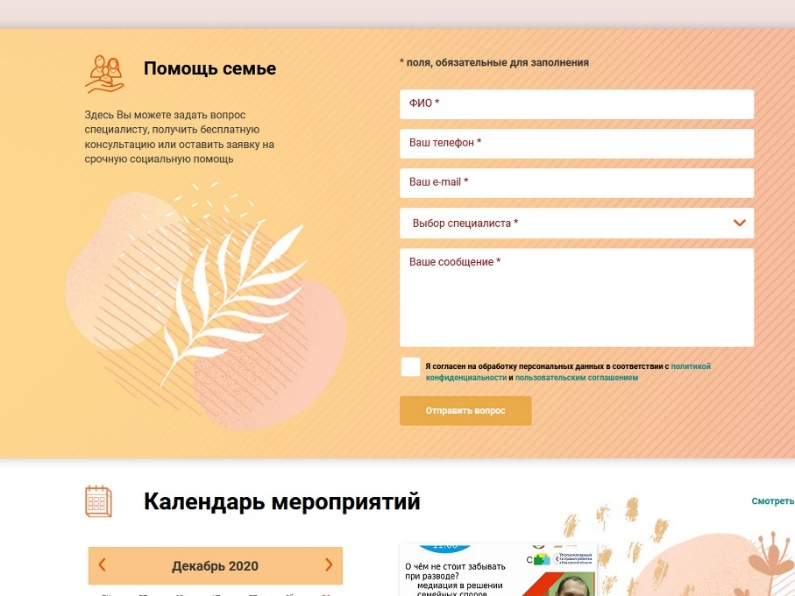 Помощь семье
Здесь Вы можете задать вопрос
специалисту, получить бесплатную
консультацию или оставить заявку на
срочную социальную помощь
* поля, обязательные для заполнения
ФИО *
Ваш телефон *
Ваш e-mail *
Выбор специалиста *
Ваше сообщение *
Я согласен на обработку персональных данных в соответствии с политикой
конфиденциальности и пользовательским соглашением
Отправить вопрос
Календарь мероприятий
Смотреть
Декабрь 2020
О чём не стоит забывать
при разводе?
медиация в решении
семейных споров